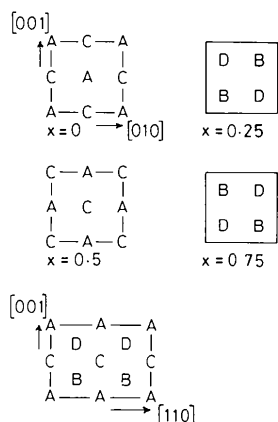 [001]
A — C — A
C A C
A — C — A
x = 0 [010]
D B
B D
x = 0·25
C — A — C
A C A
C — A — C
x = 0·5
B D
D B
x = 0 75
[001]
A — A — A
D D
C C C
B B
A — A — A
[110]